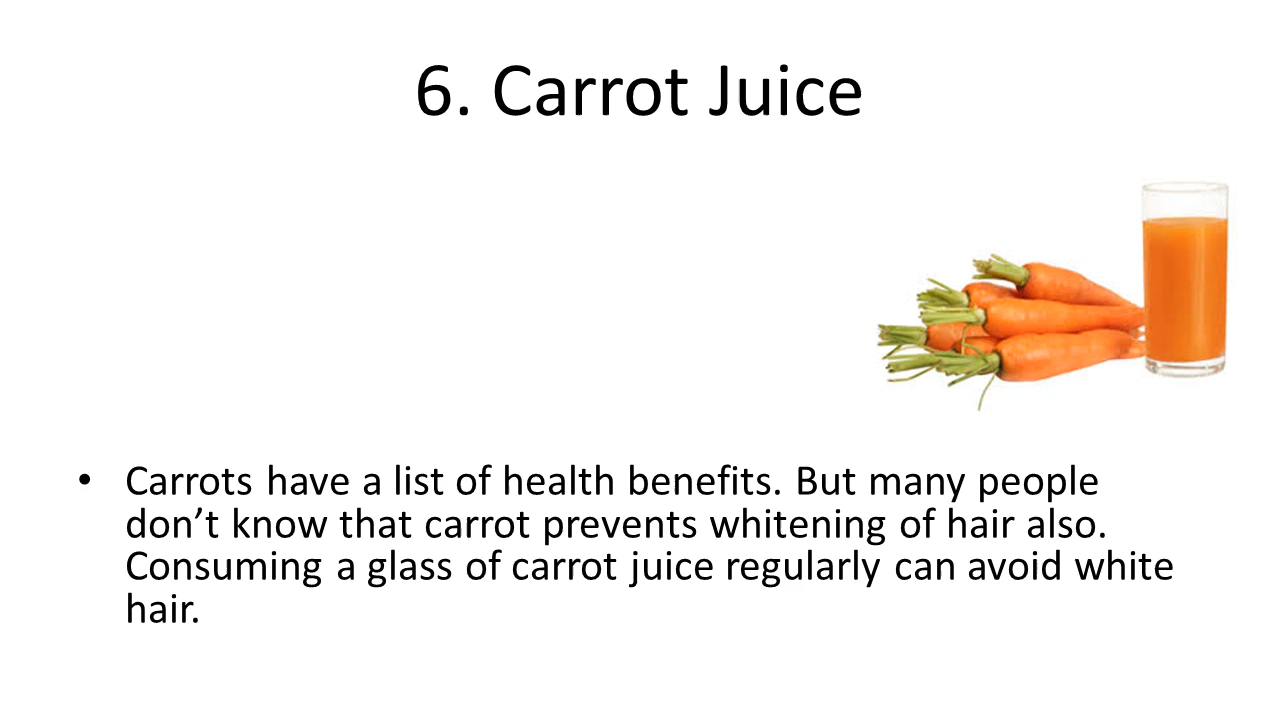 6. Carrot Juice
• Carrots have a list of health benefits. But many people
don’t know that carrot prevents whitening of hair also.
Consuming a glass of carrot juice regularly can avoid white
hair.